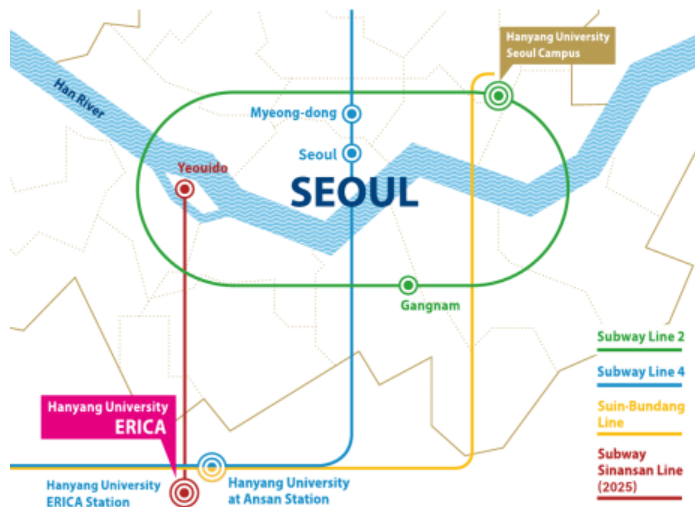 Hanyang University
Seoul Campus
Han River
Myeong-dong
Seoul
Yeouido
SEOUL
Gangnam
Subway Line 2
Subway Line 4
Suin-Bundang
Line
Subway
Sinansan Line
(2025)
Hanyang University
ERICA
Hanyang University
ERICA Station
Hanyang University
at Ansan Station